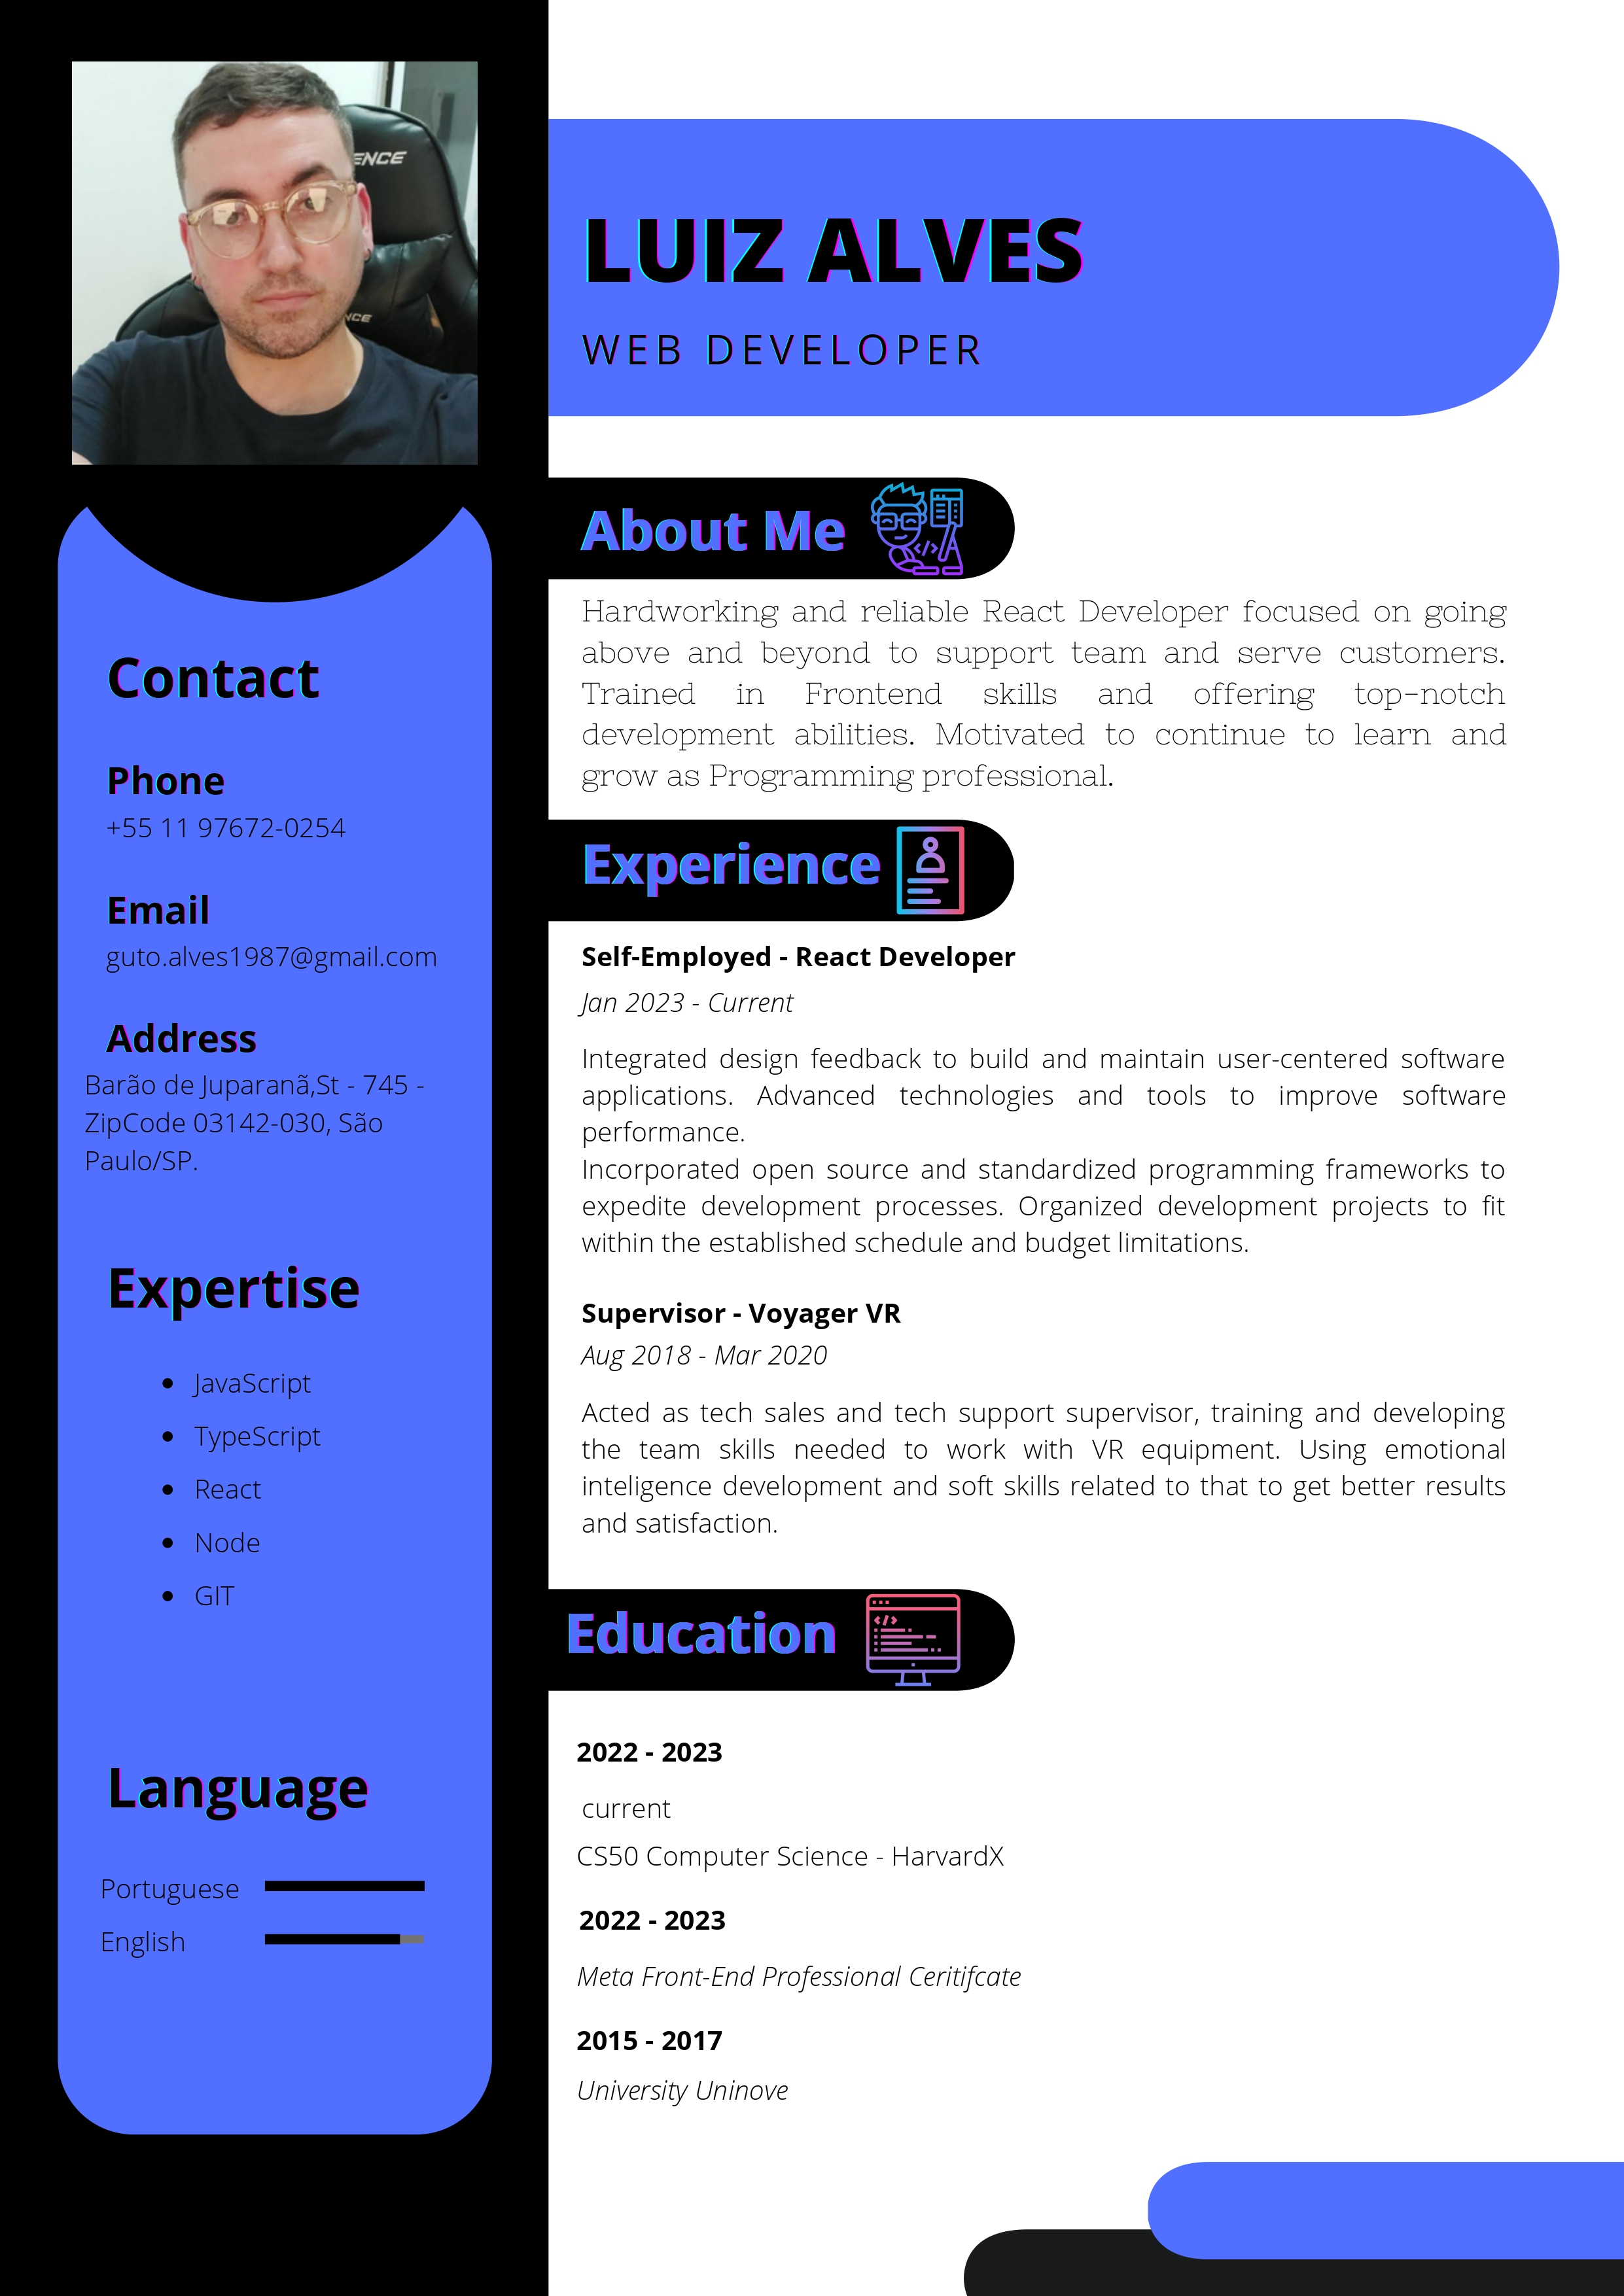 ENCE
NCE
LUIZ ALVES
WEB DEVELOPER
Contact
Phone
+55 11 97672-0254
Email
guto.alves1987@gmail.com
Address
Barão de Juparanã,St - 745 -
ZipCode 03142-030, São
Paulo/SP.
Expertise
• JavaScript
• TypeScript
• React
• Node
• GIT
Language
Portuguese
English
About Me
Hardworking and reliable React Developer focused on going
above and beyond to support team and serve customers.
Trained in Frontend skills and offering top-notch
development abilities. Motivated to continue to learn and
grow as Programming professional.
Experience
Self-Employed - React Developer
Jan 2023 - Current
Integrated design feedback to build and maintain user-centered software
applications. Advanced technologies and tools to improve software
performance.
Incorporated open source and standardized programming frameworks to
expedite development processes. Organized development projects to fit
within the established schedule and budget limitations.
Supervisor - Voyager VR
Aug 2018 - Mar 2020
Acted as tech sales and tech support supervisor, training and developing
the team skills needed to work with VR equipment. Using emotional
inteligence development and soft skills related to that to get better results
and satisfaction.
Education
2022 - 2023
current
CS50 Computer Science - HarvardX
2022 - 2023
Meta Front-End Professional Ceritifcate
2015 - 2017
University Uninove